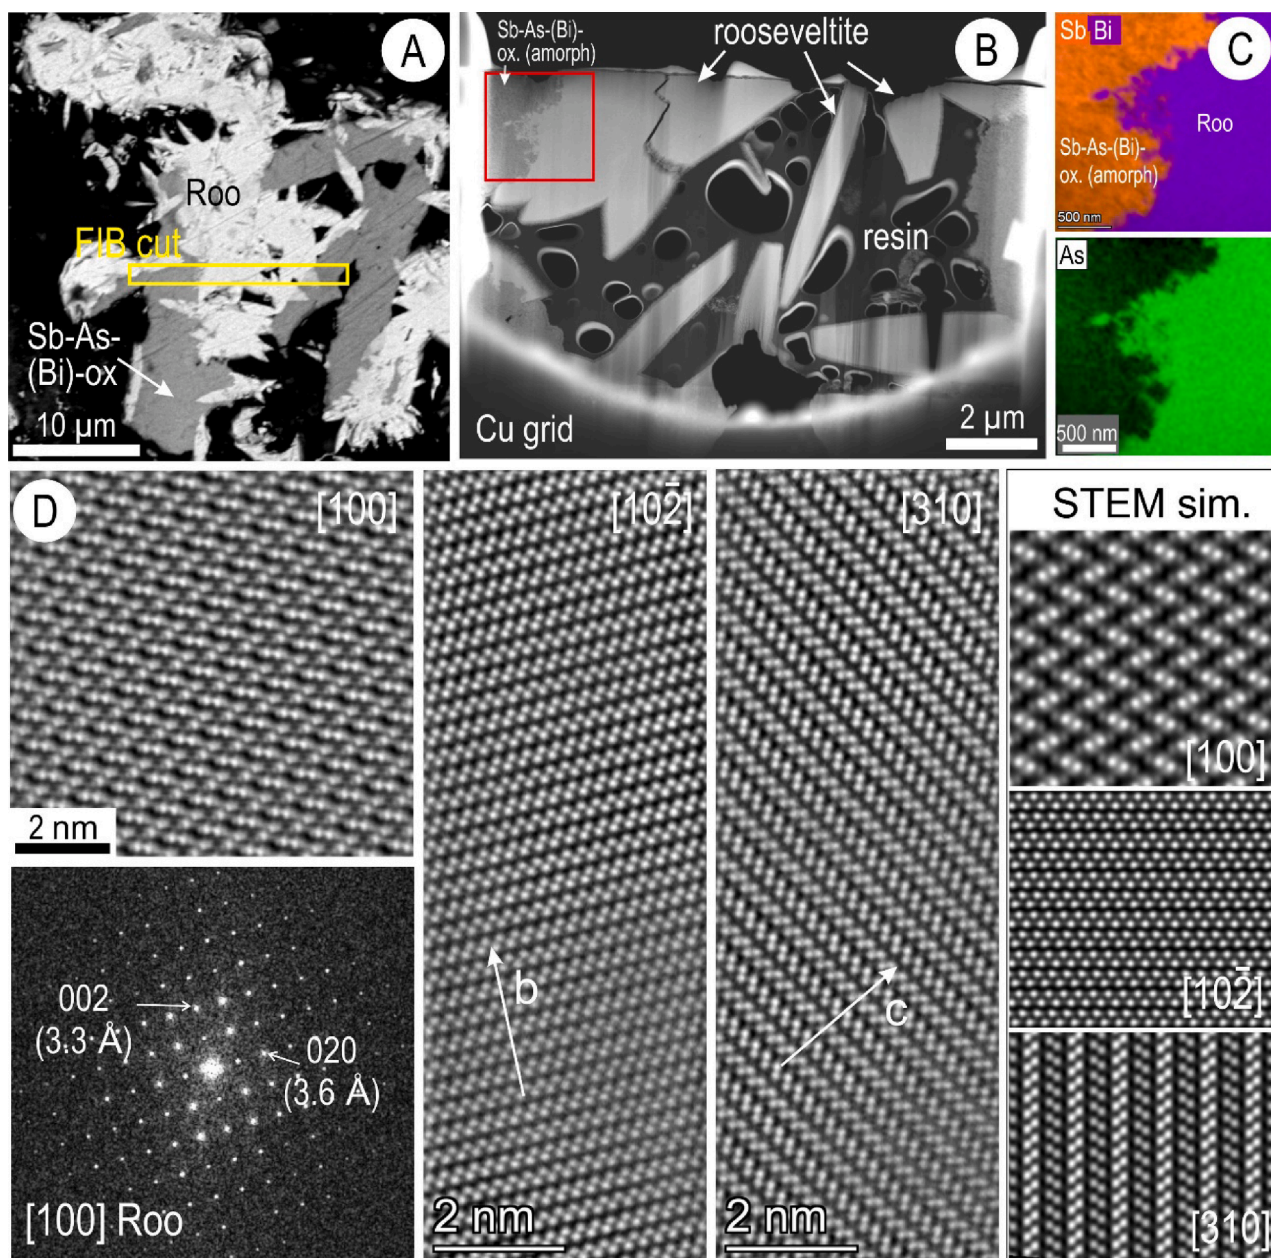 A
Roo
FIB cut
Sb-As-
(Bi)-ox
10 µm
Sb-As-(Bi)-
ox. (amorph)
rooseveltite
B
resin
Cu grid
2 µm
Sb Bi
C
Roo
Sb-As-(Bi)-
ox. (amorph)
500 nm
As
500 nm
D
[100]
2 nm
002
(3.3 Å)
020
(3.6 Å)
[100] Roo
[102̄]
b
2 nm
[310]
c
2 nm
STEM sim.
[100]
[102̄]
[310]